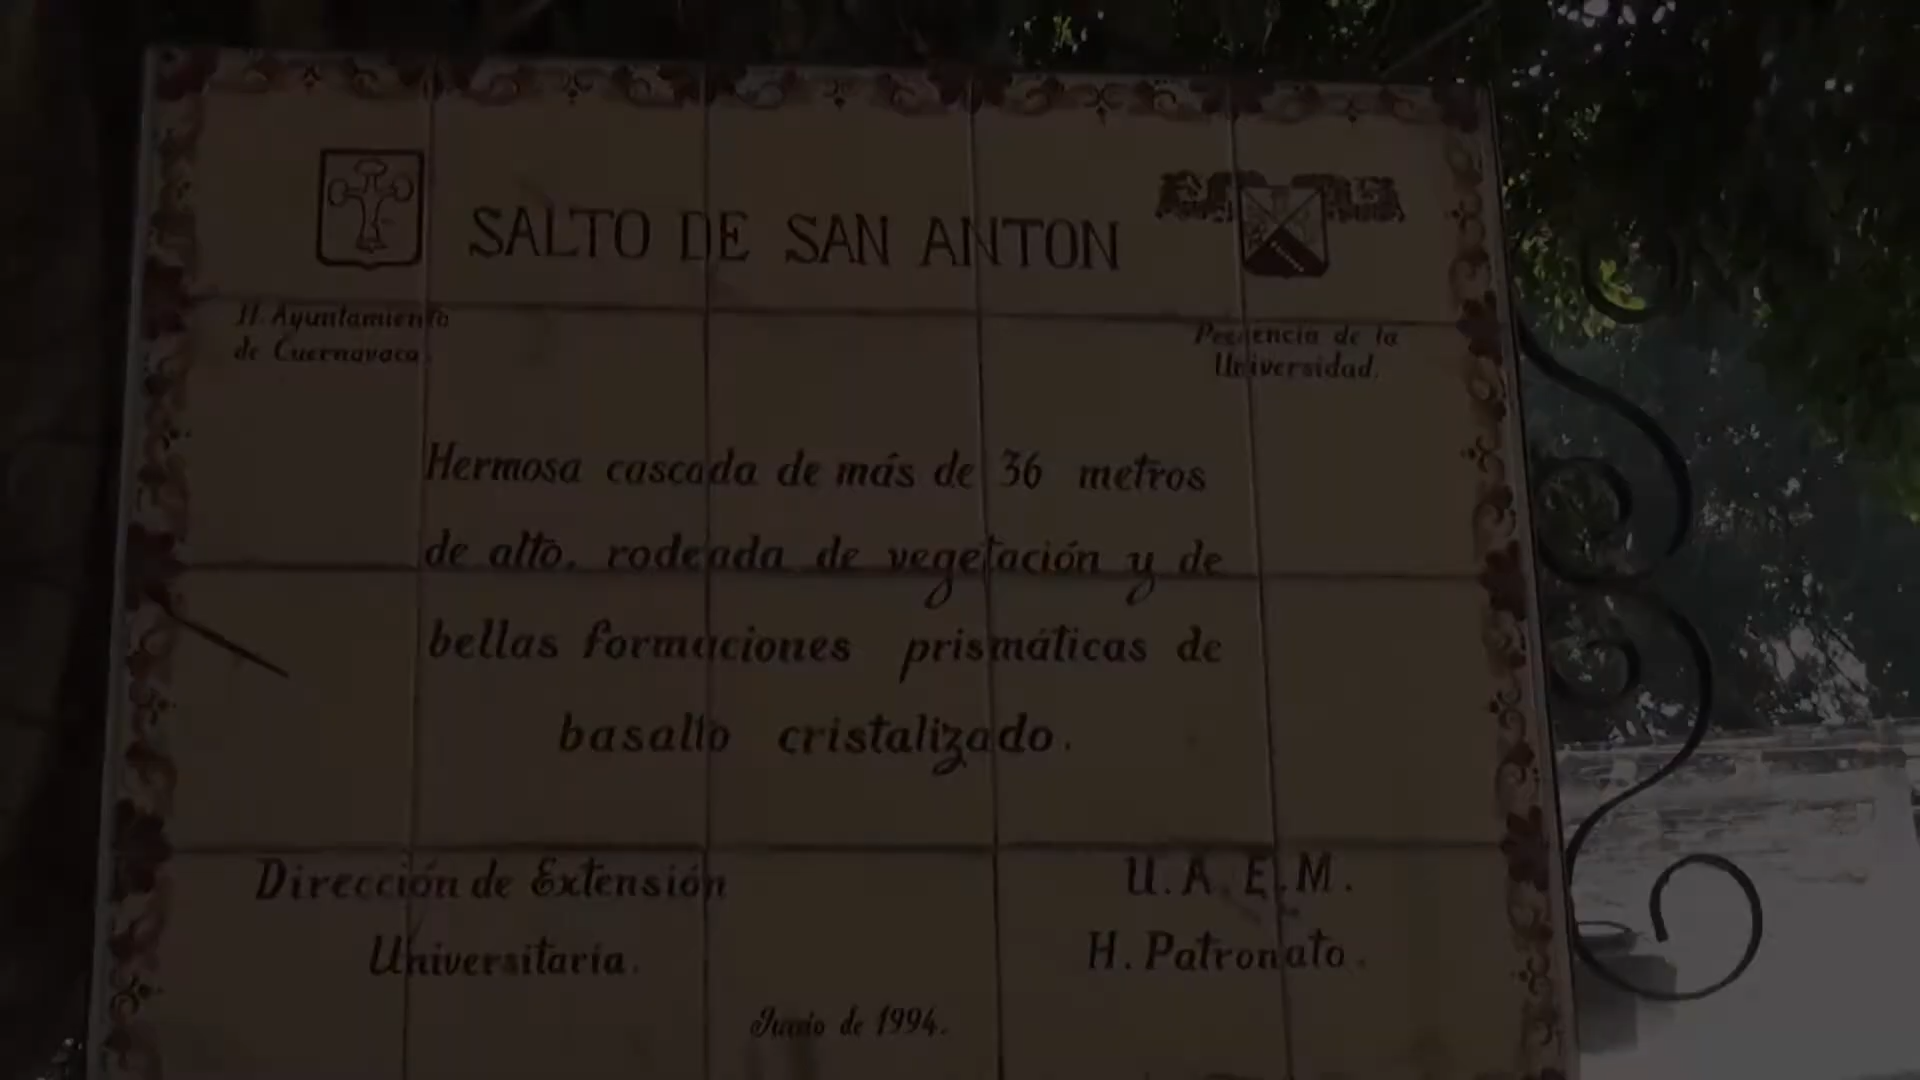 SALTO DE SAN ANTON
H. Ayuntamiento
de Cuernavaca.
de la
Universidad.
Hermosa cascada de más de 36 metros
de alto, rodeada de vegetación y de
bellas formaciones prismáticas de
basalto cristalizado.
Dirección de Extensión
Universitaria.
U.A.E.M.
H. Patronato.
Junio de 1994.